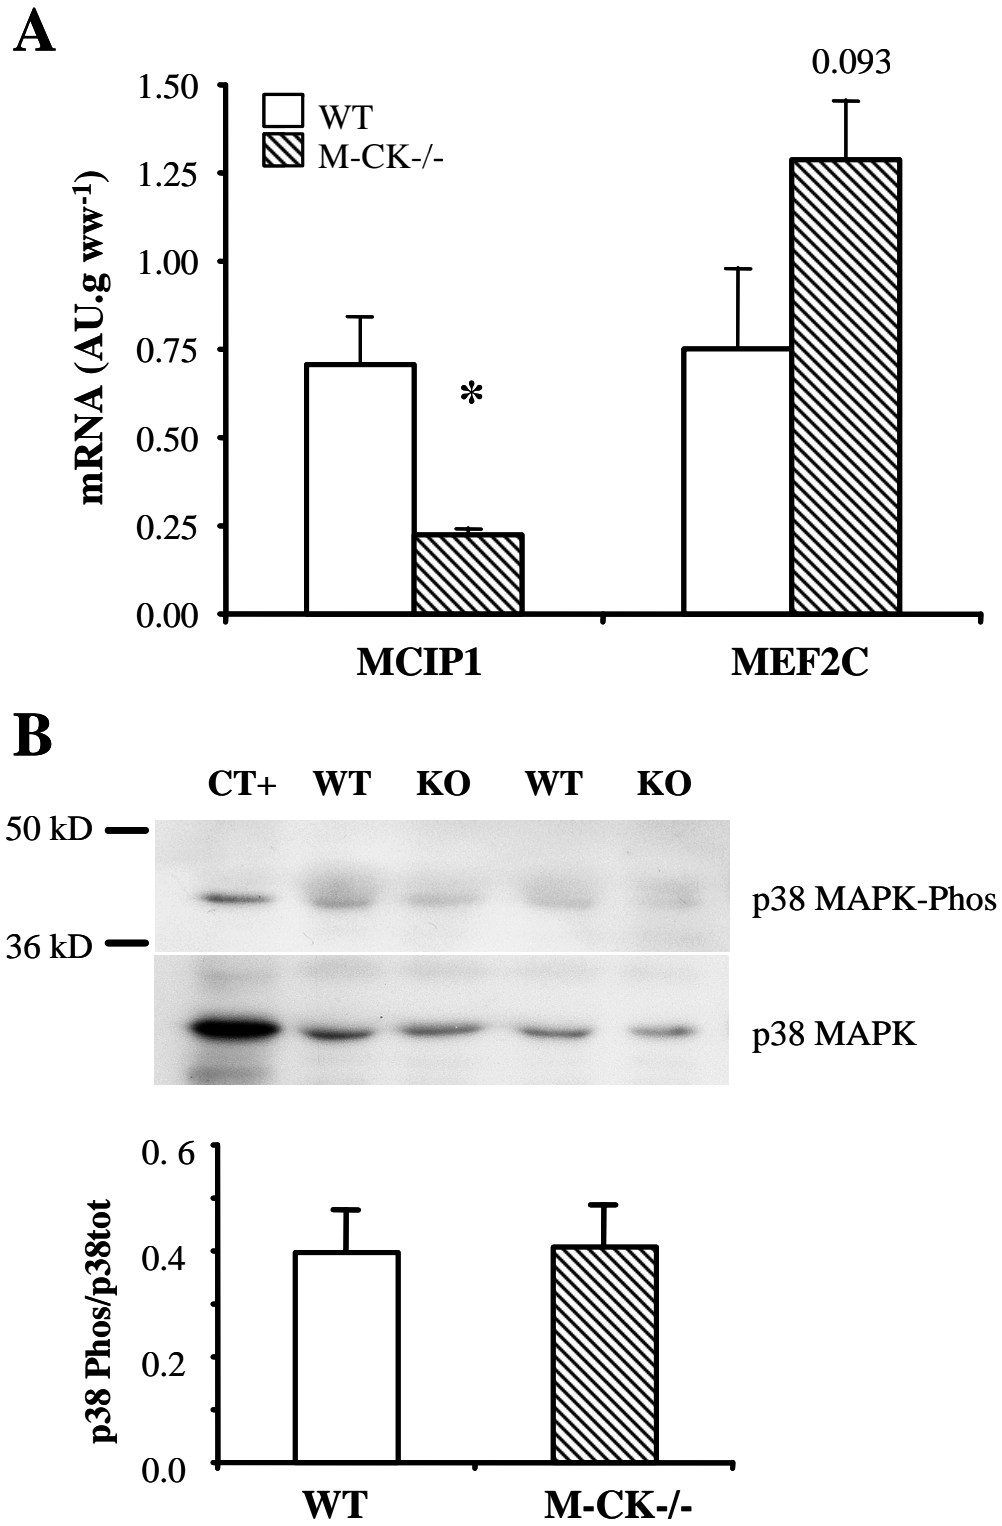 A
0.093
1.50
WT
M-CK-/-
1.25
1.00
0.75
*
0.50
0.25
0.00
mRNA (AU.g ww-1)
MCIP1 MEF2C
B
CT+ WT KO WT KO
50 kD
p38 MAPK-Phos
36 kD
p38 MAPK
0. 6
0.4
0.2
0.0
p38 Phos/p38tot
WT M-CK-/-